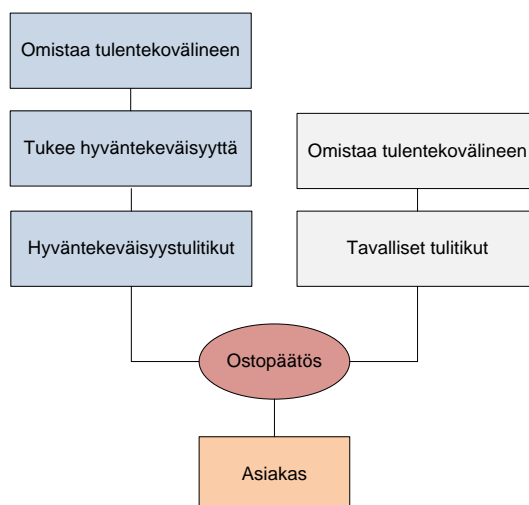 Omistaa tulentekovälineen
Tukee hyväntekeväisyyttä
Hyväntekeväisyystulitikut
Omistaa tulentekovälineen
Tavalliset tulitikut
Ostopäätös
Asiakas